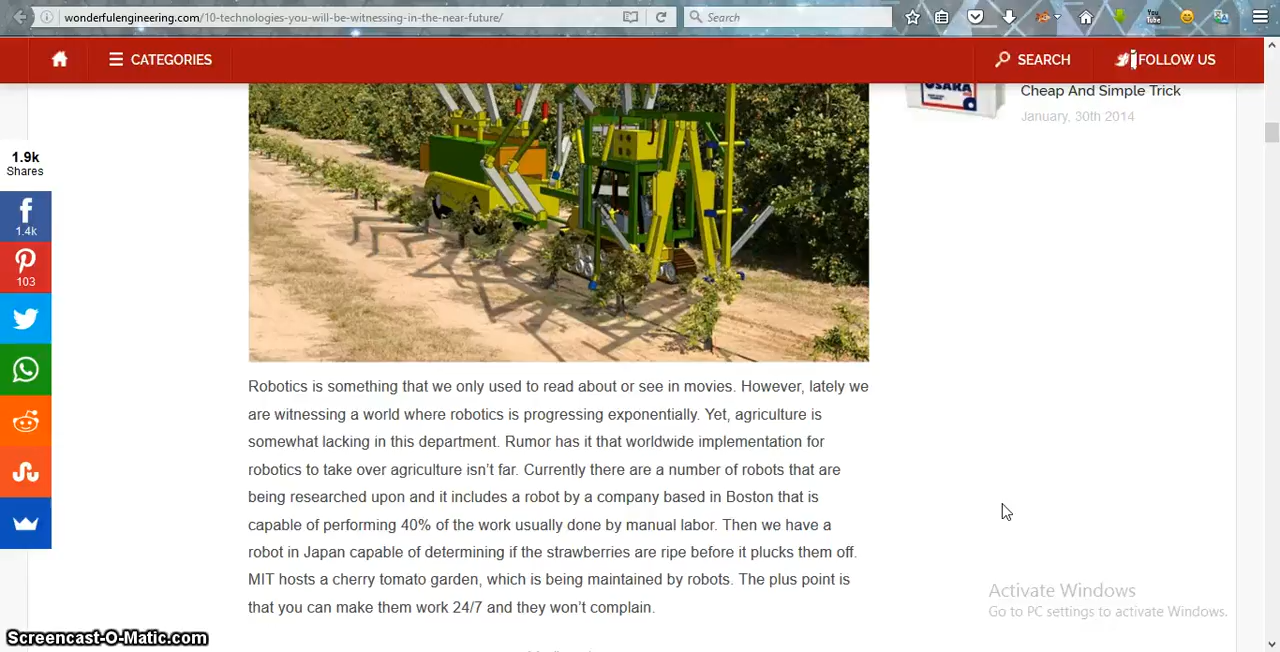 wonderfulengineering.com/10-technologies-you-will-be-witnessing-in-the-near-future/
Search
You
Tube
CATEGORIES
SEARCH
FOLLOW US
OSAKA
Cheap And Simple Trick
January, 30th 2014
1.9k
Shares
1.4k
103
Robotics is something that we only used to read about or see in movies. However, lately we
are witnessing a world where robotics is progressing exponentially. Yet, agriculture is
somewhat lacking in this department. Rumor has it that worldwide implementation for
robotics to take over agriculture isn't far. Currently there are a number of robots that are
being researched upon and it includes a robot by a company based in Boston that is
capable of performing 40% of the work usually done by manual labor. Then we have a
robot in Japan capable of determining if the strawberries are ripe before it plucks them off.
MIT hosts a cherry tomato garden, which is being maintained by robots. The plus point is
that you can make them work 24/7 and they won't complain.
Activate Windows
Go to PC settings to activate Windows.
Screencast-O-Matic.com